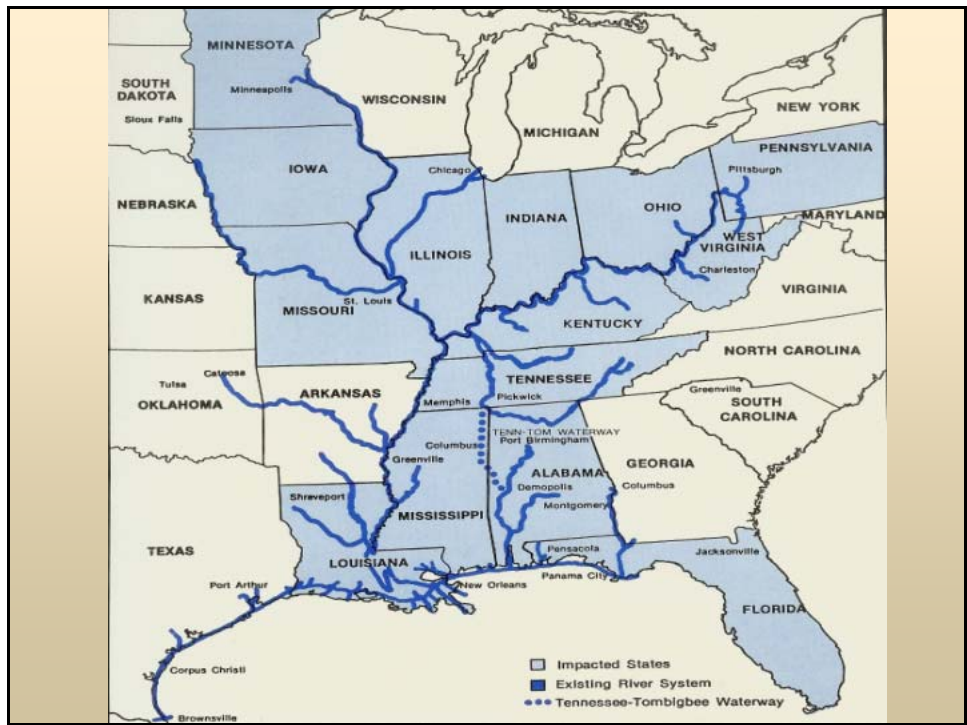 MINNESOTA
Minneapolis
SOUTH
DAKOTA
Sioux Falls
WISCONSIN
MICHIGAN
NEW YORK
PENNSYLVANIA
Pittsburgh
IOWA
Chicago
NEBRASKA
INDIANA
OHIO
MARYLAND
WEST
VIRGINIA
Charleston
ILLINOIS
VIRGINIA
KANSAS
St. Louis
MISSOURI
KENTUCKY
NORTH CAROLINA
Tulsa
Catoosa
OKLAHOMA
ARKANSAS
Memphis
TENNESSEE
Pickwick
Greenville
SOUTH
CAROLINA
TENN-TOM WATERWAY
Port Birmingham
Columbus
Greenville
ALABAMA
GEORGIA
Demopolis
Columbus
Shreveport
Montgomery
MISSISSIPPI
TEXAS
LOUISIANA
Pensacola
Jacksonville
Port Arthur
New Orleans
Panama City
FLORIDA
Corpus Christi
Brownsville
Impacted States
Existing River System
Tennessee-Tombigbee Waterway